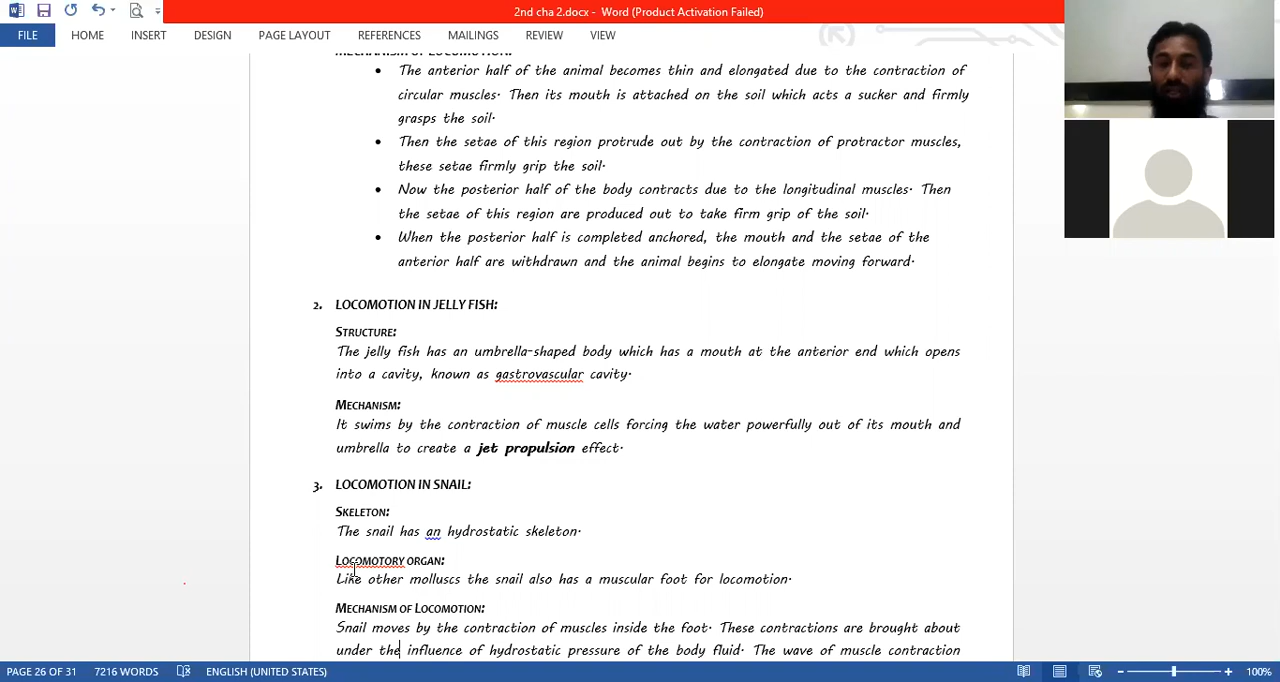 2nd cha 2.docx - Word (Product Activation Failed)
FILE HOME INSERT DESIGN PAGE LAYOUT REFERENCES MAILINGS REVIEW VIEW
MECHANISM OF LOCOMOTION:
• The anterior half of the animal becomes thin and elongated due to the contraction of
circular muscles. Then its mouth is attached on the soil which acts a sucker and firmly
grasps the soil.
• Then the setae of this region protrude out by the contraction of protractor muscles,
these setae firmly grip the soil.
• Now the posterior half of the body contracts due to the longitudinal muscles. Then
the setae of this region are produced out to take firm grip of the soil.
• When the posterior half is completed anchored, the mouth and the setae of the
anterior half are withdrawn and the animal begins to elongate moving forward.
2. LOCOMOTION IN JELLY FISH:
STRUCTURE:
The jelly fish has an umbrella-shaped body which has a mouth at the anterior end which opens
into a cavity, known as gastrovascular cavity.
MECHANISM:
It swims by the contraction of muscle cells forcing the water powerfully out of its mouth and
umbrella to create a jet propulsion effect.
3. LOCOMOTION IN SNAIL:
SKELETON:
The snail has an hydrostatic skeleton.
LOCOMOTORY ORGAN:
Like other molluscs the snail also has a muscular foot for locomotion.
MECHANISM OF LOCOMOTION:
Snail moves by the contraction of muscles inside the foot. These contractions are brought about
under the influence of hydrostatic pressure of the body fluid. The wave of muscle contraction
PAGE 26 OF 31 7216 WORDS ENGLISH (UNITED STATES) 100%